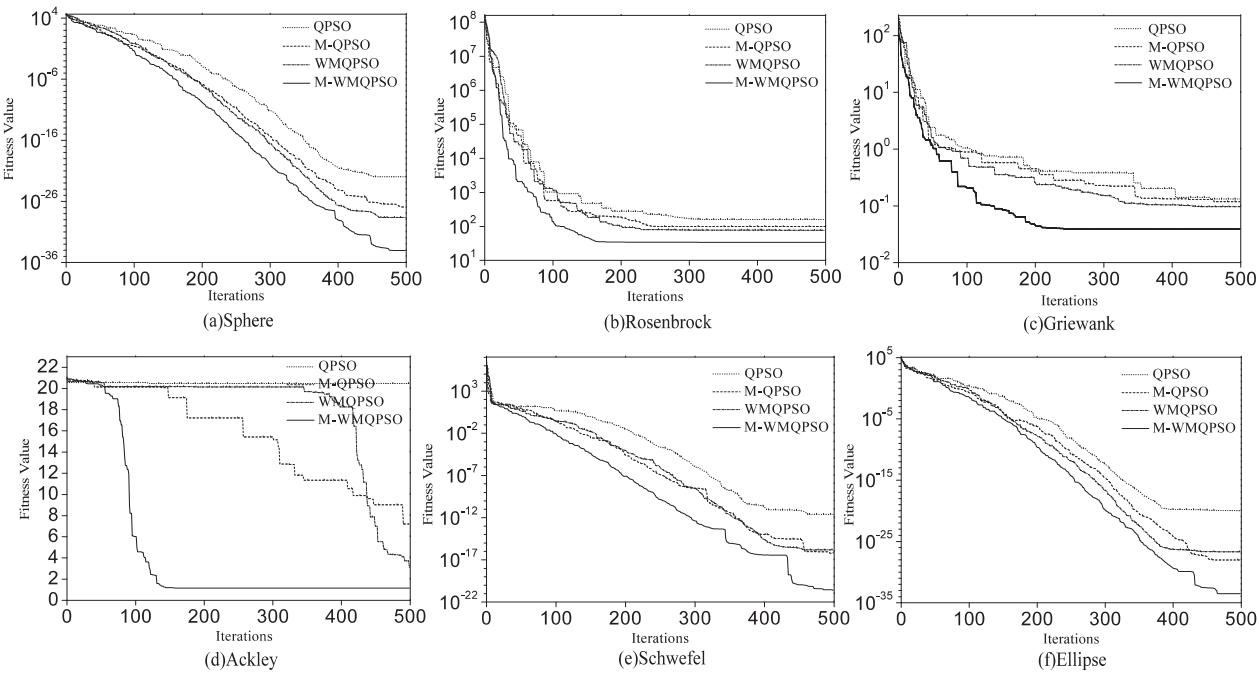 10^4
10^-6
10^-16
10^-26
10^-36
0 100 200 300 400 500
Fitness Value
Iterations
QPSO
M-QPSO
WMQPSO
M-WMQPSO
(a)Sphere
10^8
10^7
10^6
10^5
10^4
10^3
10^2
10^1
0 100 200 300 400 500
Fitness Value
Iterations
QPSO
M-QPSO
WMQPSO
M-WMQPSO
(b)Rosenbrock
10^2
10^1
10^0
10^-1
10^-2
0 100 200 300 400 500
Fitness Value
Iterations
QPSO
M-QPSO
WMQPSO
M-WMQPSO
(c)Griewank
22
20
18
16
14
12
10
8
6
4
2
0
0 100 200 300 400 500
Fitness Value
Iterations
QPSO
M-QPSO
WMQPSO
M-WMQPSO
(d)Ackley
10^3
10^-2
10^-7
10^-12
10^-17
10^-22
0 100 200 300 400 500
Fitness Value
Iterations
QPSO
M-QPSO
WMQPSO
M-WMQPSO
(e)Schwefel
10^5
10^-5
10^-15
10^-25
10^-35
0 100 200 300 400 500
Fitness Value
Iterations
QPSO
M-QPSO
WMQPSO
M-WMQPSO
(f)Ellipse